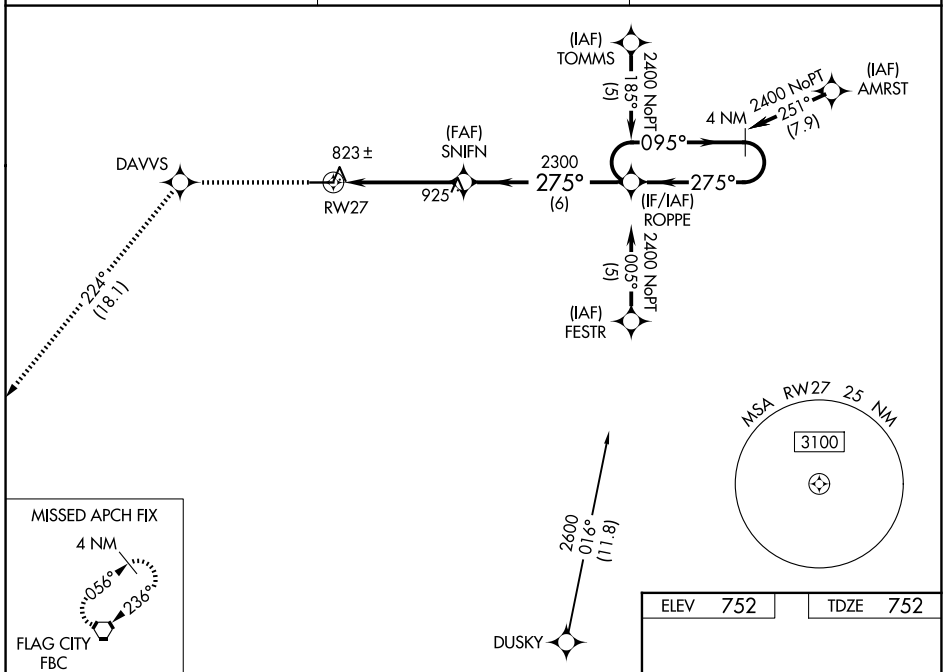 (IAF)
TOMMS
2400 NoPT
185°
(5)
(IAF)
AMRST
2400 NoPT
251°
(7.9)
4 NM
095°
(FAF)
SNIFN
823 ±
DAVVS
RW27
925
2300
275°
(6)
275°
(IF/IAF)
ROPPE
2400 NoPT
005°
(5)
(IAF)
FESTR
224°
(18.1)
MSA RW27 25 NM
3100
2600
016°
(11.8)
DUSKY
MISSED APCH FIX
4 NM
056°
236°
FLAG CITY
FBC
ELEV 752
TDZE 752